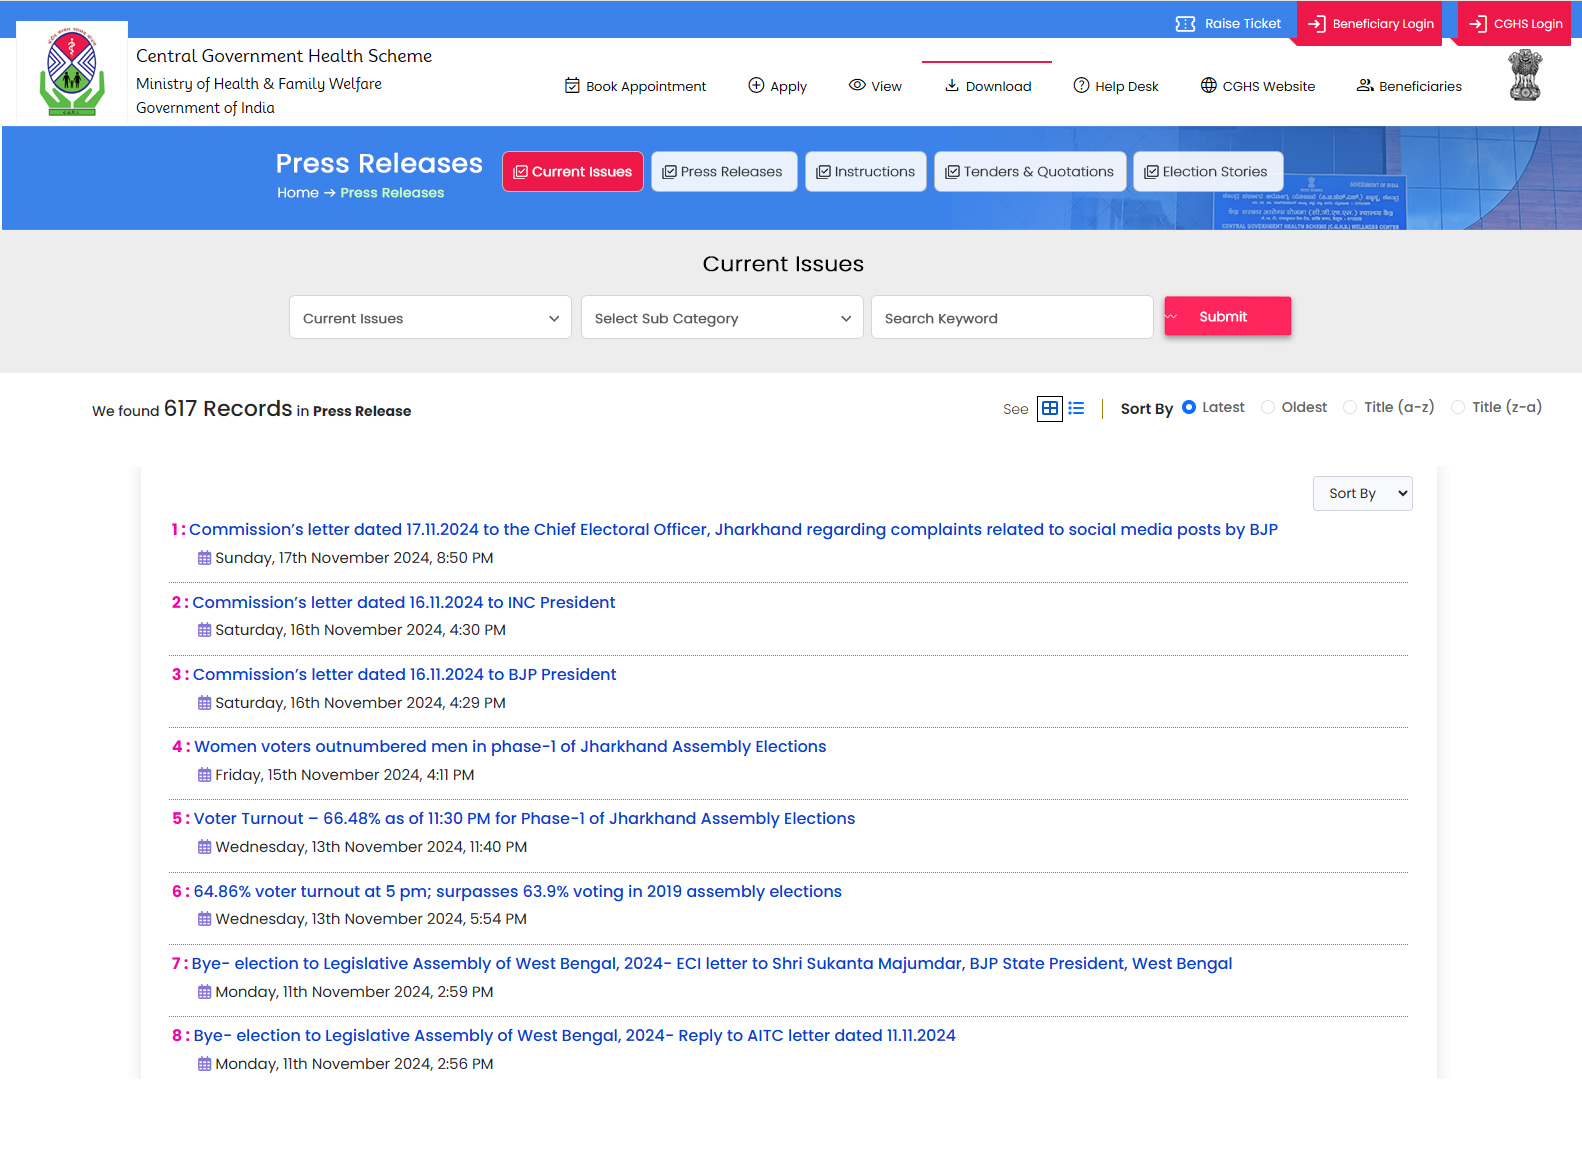 Raise Ticket
Beneficiary Login
CGHS Login
Central Government Health Scheme
Ministry of Health & Family Welfare
Government of India
Book Appointment
Apply
View
Download
Help Desk
CGHS Website
Beneficiaries
Press Releases
Home → Press Releases
Current Issues
Press Releases
Instructions
Tenders & Quotations
Election Stories
GOVERNMENT OF INDIA
CENTRAL GOVERNMENT HEALTH SCHEME (C.G.H.S.) WELLNESS CENTER
Current Issues
Current Issues
Select Sub Category
Search Keyword
Submit
We found 617 Records in Press Release
See
Sort By
Latest
Oldest
Title (a-z)
Title (z-a)
Sort By
1 : Commission’s letter dated 17.11.2024 to the Chief Electoral Officer, Jharkhand regarding complaints related to social media posts by BJP
Sunday, 17th November 2024, 8:50 PM
2 : Commission’s letter dated 16.11.2024 to INC President
Saturday, 16th November 2024, 4:30 PM
3 : Commission’s letter dated 16.11.2024 to BJP President
Saturday, 16th November 2024, 4:29 PM
4 : Women voters outnumbered men in phase-1 of Jharkhand Assembly Elections
Friday, 15th November 2024, 4:11 PM
5 : Voter Turnout – 66.48% as of 11:30 PM for Phase-1 of Jharkhand Assembly Elections
Wednesday, 13th November 2024, 11:40 PM
6 : 64.86% voter turnout at 5 pm; surpasses 63.9% voting in 2019 assembly elections
Wednesday, 13th November 2024, 5:54 PM
7 : Bye- election to Legislative Assembly of West Bengal, 2024- ECI letter to Shri Sukanta Majumdar, BJP State President, West Bengal
Monday, 11th November 2024, 2:59 PM
8 : Bye- election to Legislative Assembly of West Bengal, 2024- Reply to AITC letter dated 11.11.2024
Monday, 11th November 2024, 2:56 PM